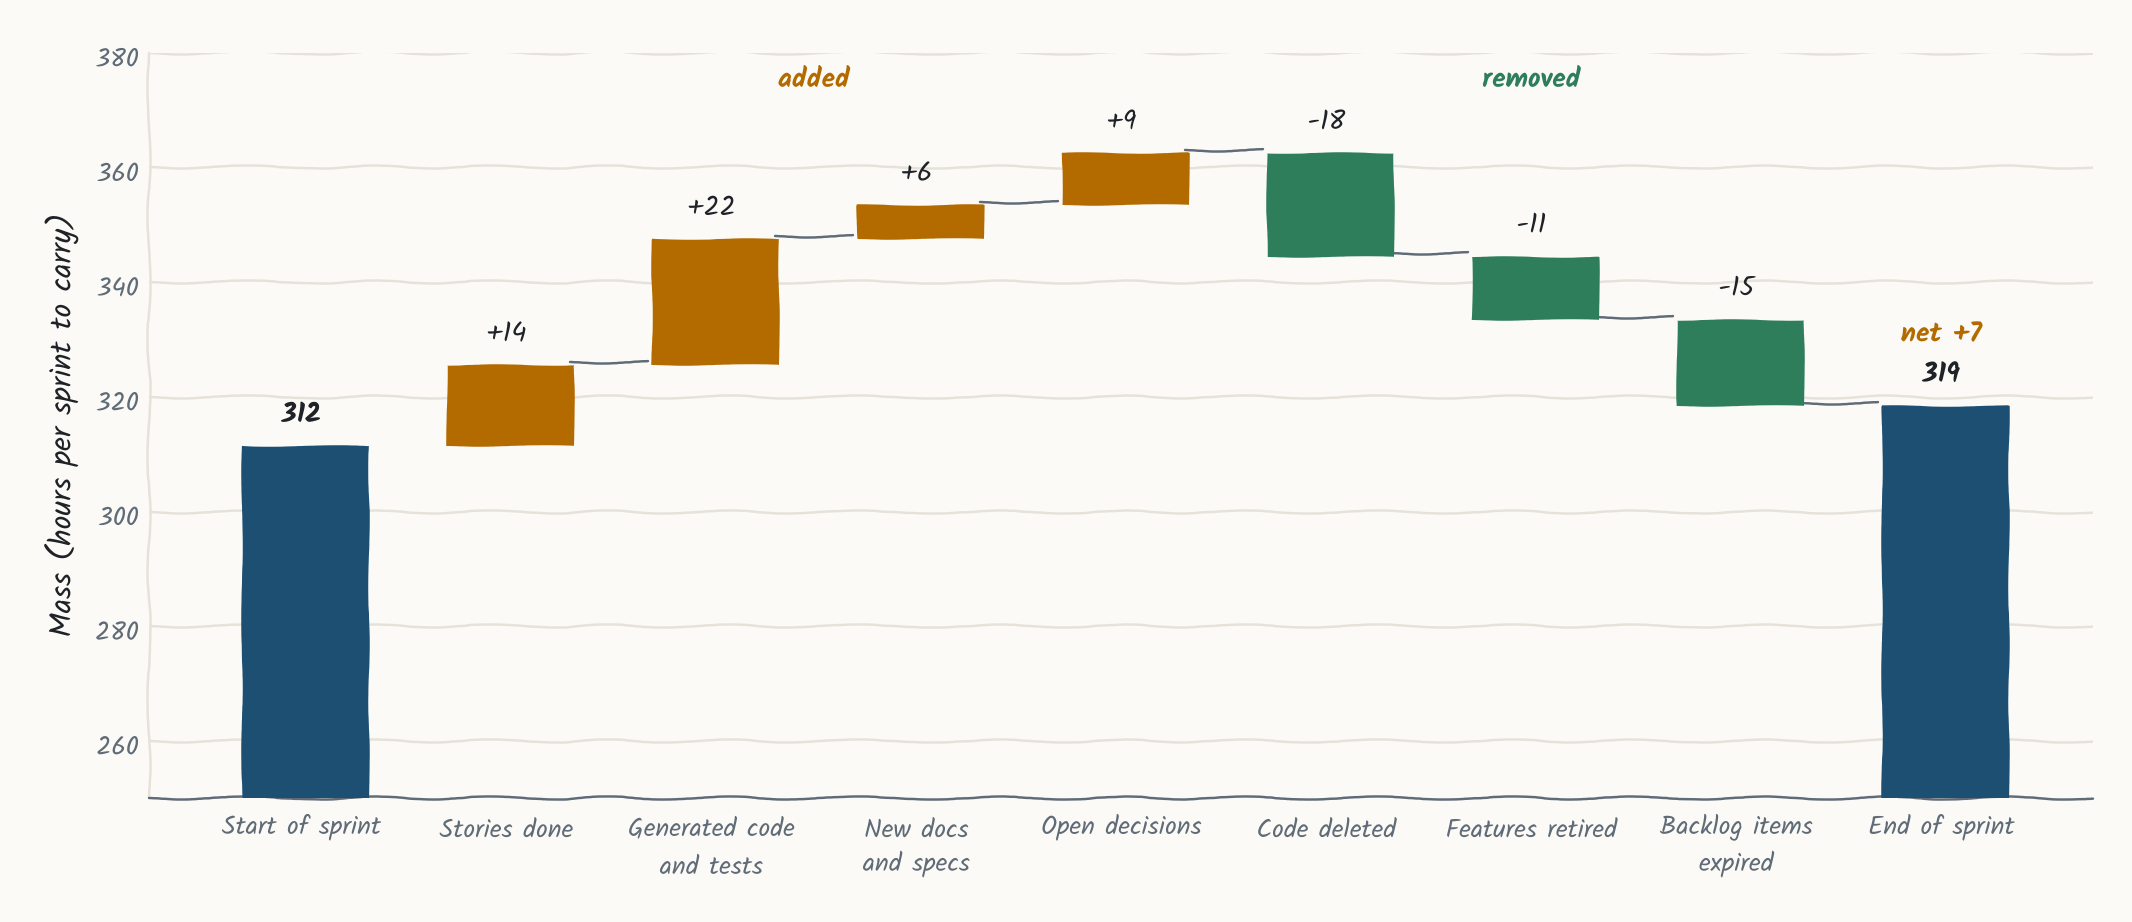 380
added
removed
+9
-18
360
+6
+22
-11
340
-15
+14
net +7
319
320
312
Mass (hours per sprint to carry)
300
280
260
Start of sprint
Stories done
Generated code
and tests
New docs
and specs
Open decisions
Code deleted
Features retired
Backlog items
expired
End of sprint